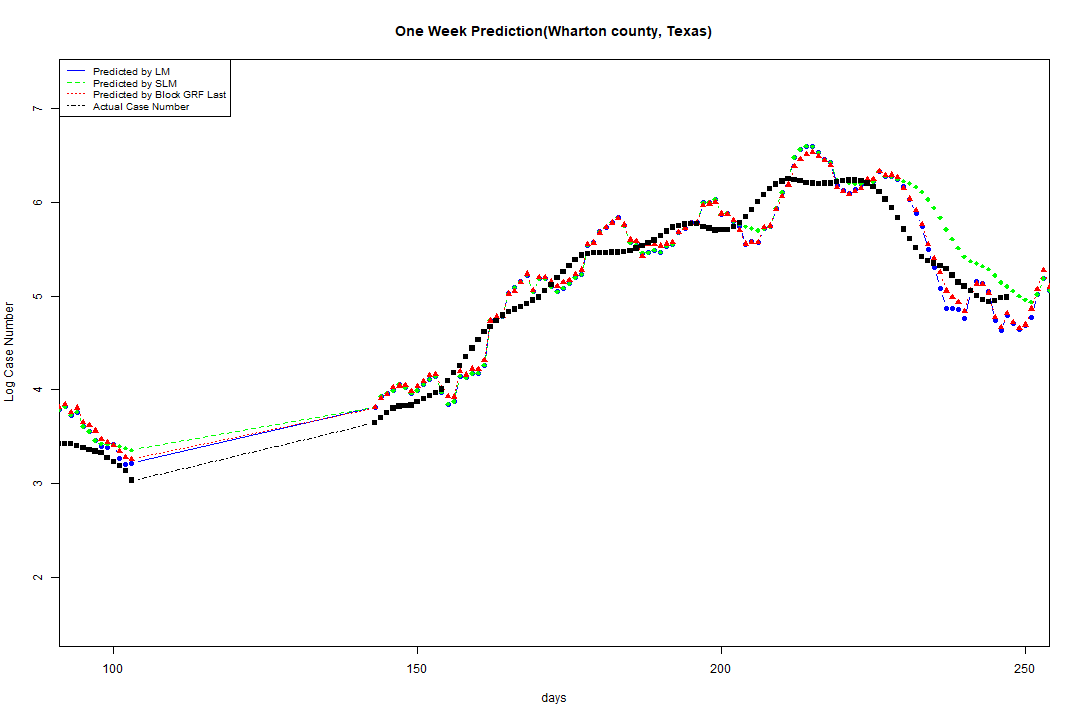 One Week Prediction(Wharton county, Texas)
Predicted by LM
Predicted by SLM
Predicted by Block GRF Last
Actual Case Number
7
6
5
4
3
2
Log Case Number
100 150 200 250
days